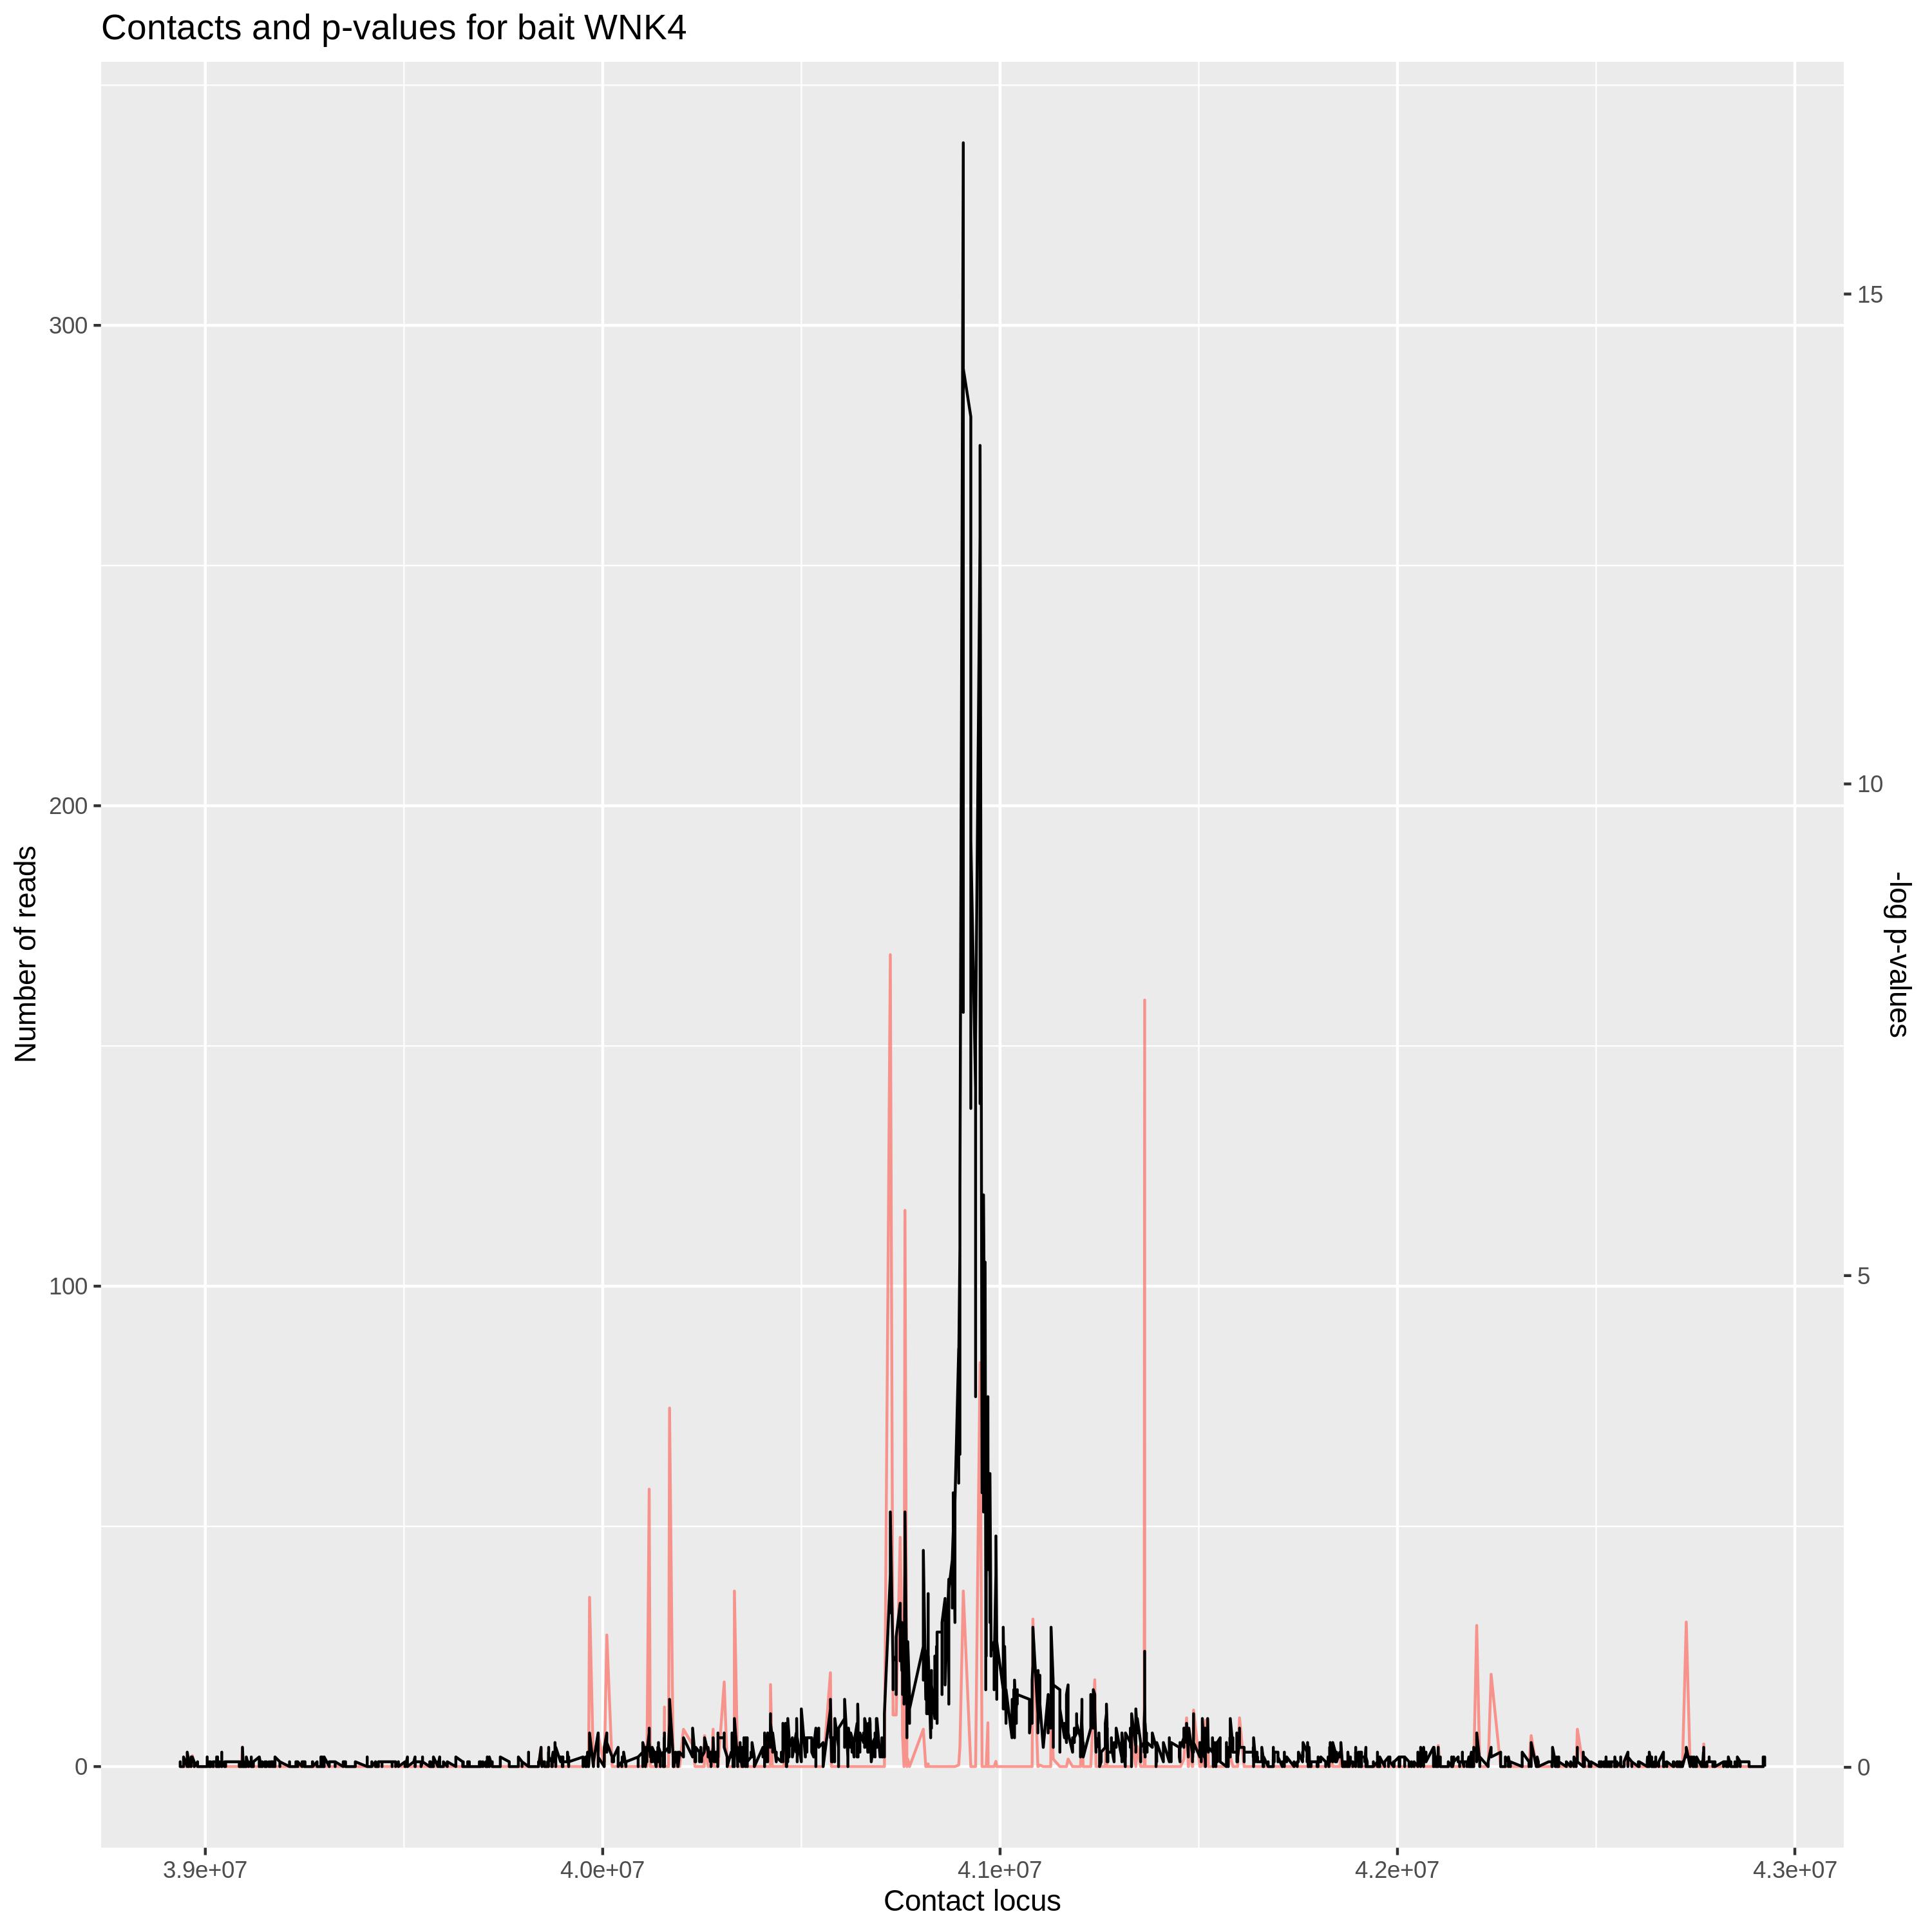 Contacts and p-values for bait WNK4
Number of reads
300
200
100
0
15
10
5
0
-log p-values
3.9e+07 4.0e+07 4.1e+07 4.2e+07 4.3e+07
Contact locus